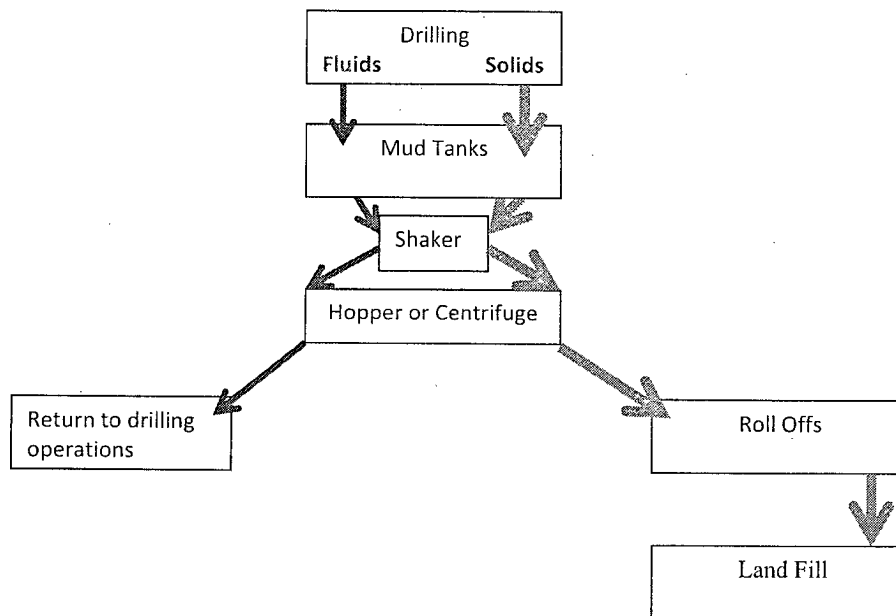 Drilling
Fluids Solids
Mud Tanks
Shaker
Hopper or Centrifuge
Return to drilling
operations
Roll Offs
Land Fill